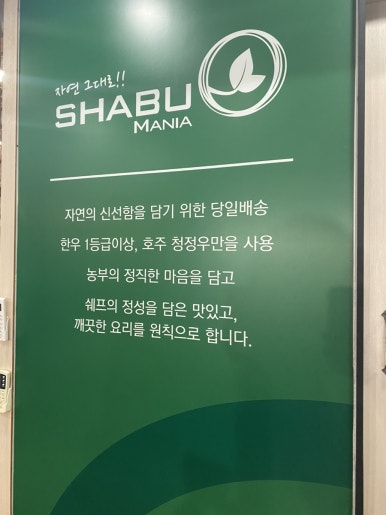 자연 그대로!!
SHABU
MANIA
자연의 신선함을 담기 위한 당일배송
한우 1등급이상, 호주 청정우만을 사용
농부의 정직한 마음을 담고
쉐프의 정성을 담은 맛있고,
깨끗한 요리를 원칙으로 합니다.